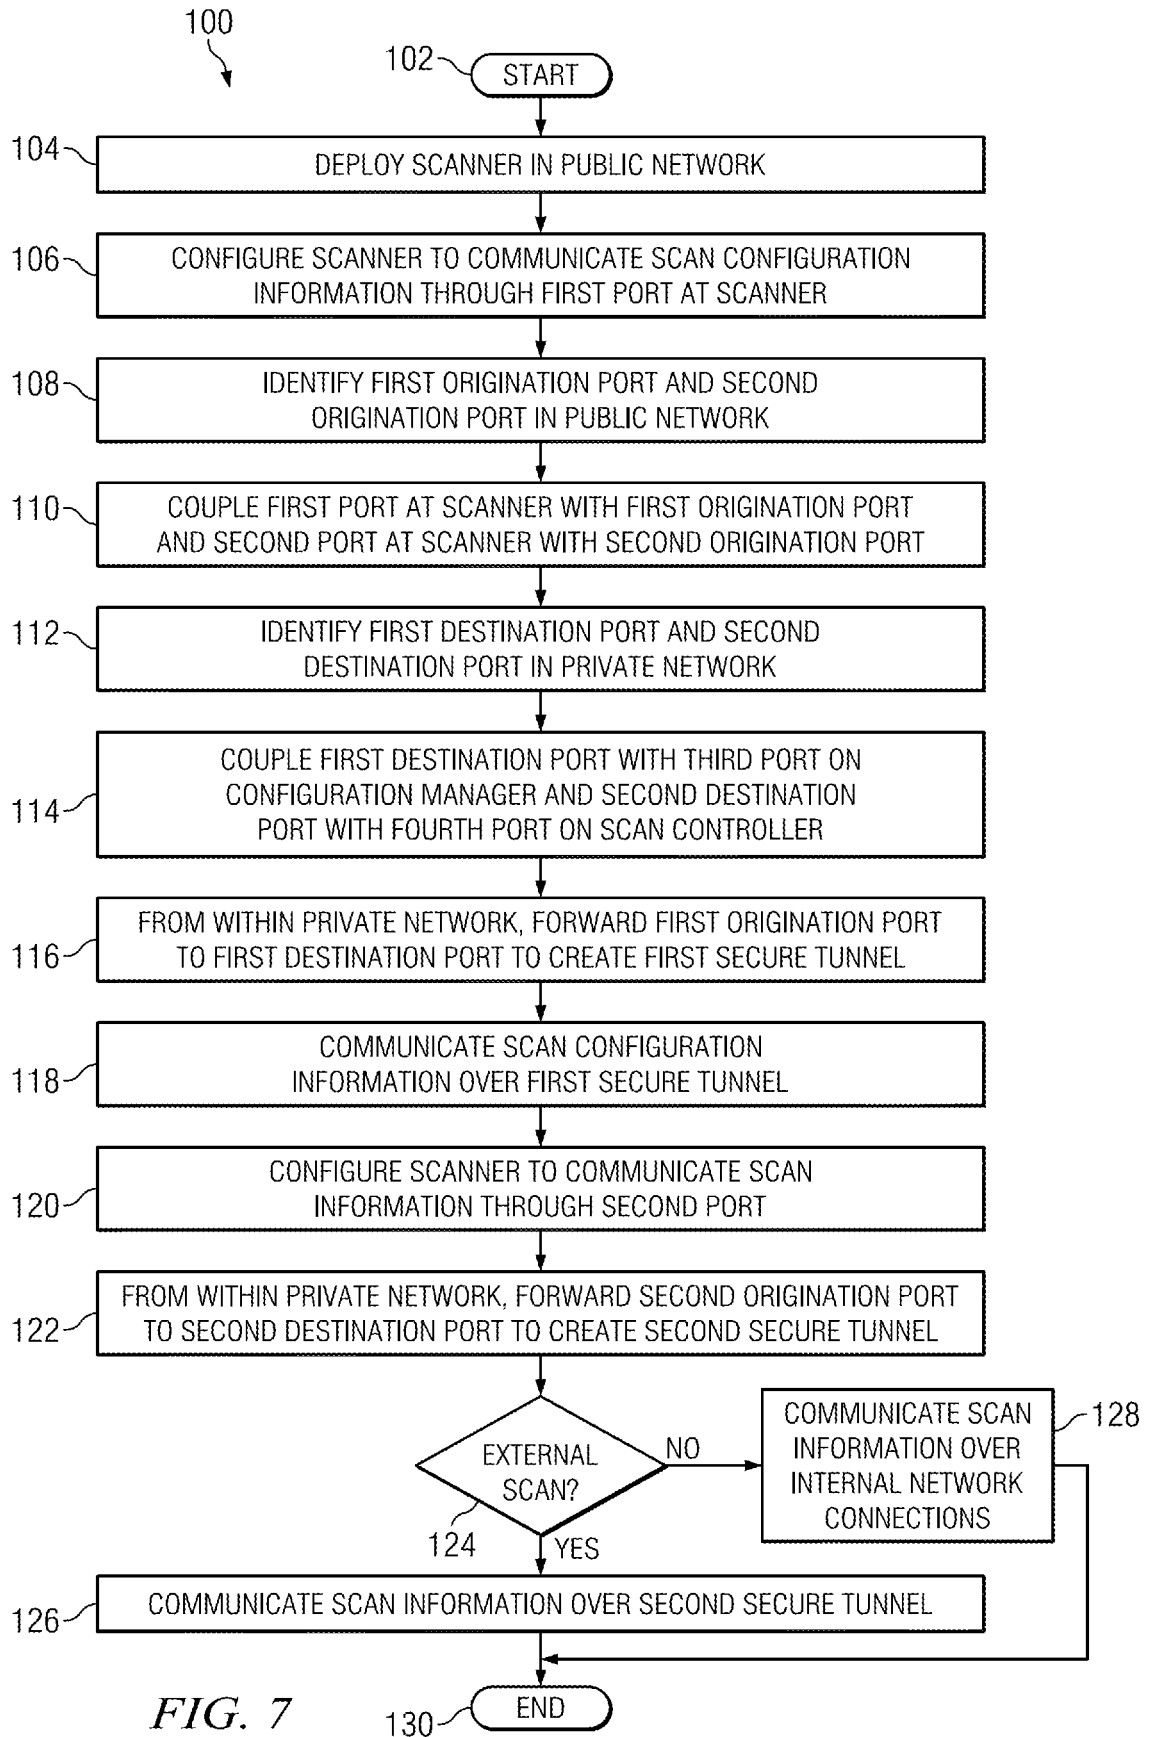 100
102
START
104
DEPLOY SCANNER IN PUBLIC NETWORK
106
CONFIGURE SCANNER TO COMMUNICATE SCAN CONFIGURATION
INFORMATION THROUGH FIRST PORT AT SCANNER
108
IDENTIFY FIRST ORIGINATION PORT AND SECOND
ORIGINATION PORT IN PUBLIC NETWORK
110
COUPLE FIRST PORT AT SCANNER WITH FIRST ORIGINATION PORT
AND SECOND PORT AT SCANNER WITH SECOND ORIGINATION PORT
112
IDENTIFY FIRST DESTINATION PORT AND SECOND
DESTINATION PORT IN PRIVATE NETWORK
114
COUPLE FIRST DESTINATION PORT WITH THIRD PORT ON
CONFIGURATION MANAGER AND SECOND DESTINATION
PORT WITH FOURTH PORT ON SCAN CONTROLLER
116
FROM WITHIN PRIVATE NETWORK, FORWARD FIRST ORIGINATION PORT
TO FIRST DESTINATION PORT TO CREATE FIRST SECURE TUNNEL
118
COMMUNICATE SCAN CONFIGURATION
INFORMATION OVER FIRST SECURE TUNNEL
120
CONFIGURE SCANNER TO COMMUNICATE SCAN
INFORMATION THROUGH SECOND PORT
122
FROM WITHIN PRIVATE NETWORK, FORWARD SECOND ORIGINATION PORT
TO SECOND DESTINATION PORT TO CREATE SECOND SECURE TUNNEL
EXTERNAL
SCAN?
124
NO
COMMUNICATE SCAN
INFORMATION OVER
INTERNAL NETWORK
CONNECTIONS
128
YES
126
COMMUNICATE SCAN INFORMATION OVER SECOND SECURE TUNNEL
END
130
FIG. 7